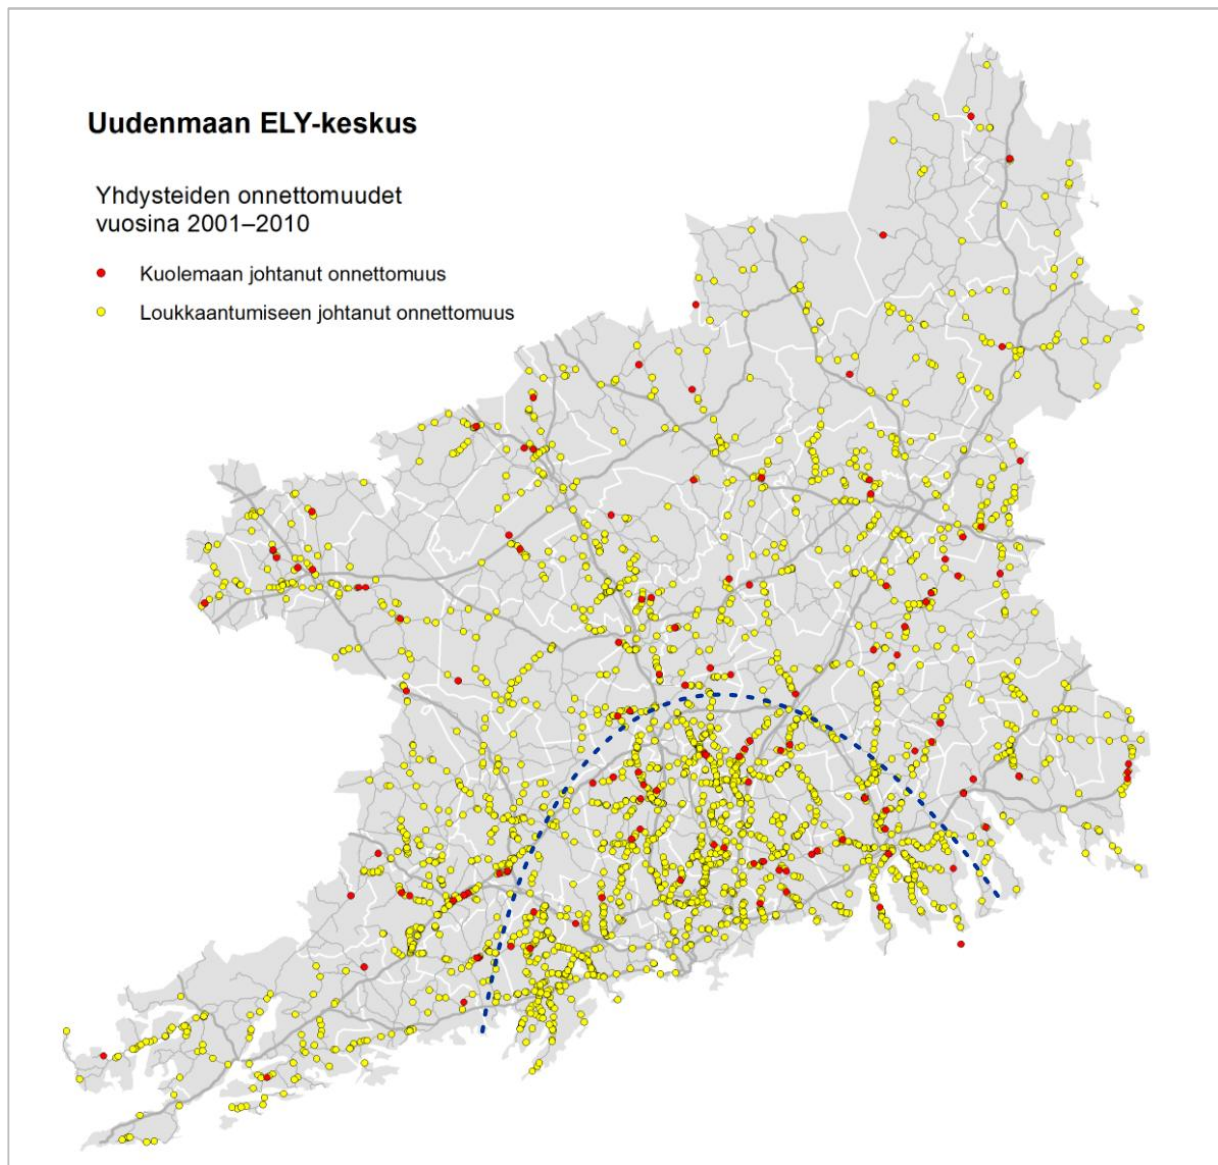 Uudenmaan ELY-keskus
Yhdysteiden onnettomuudet
vuosina 2001–2010
Kuolemaan johtanut onnettomuus
Loukkaantumiseen johtanut onnettomuus